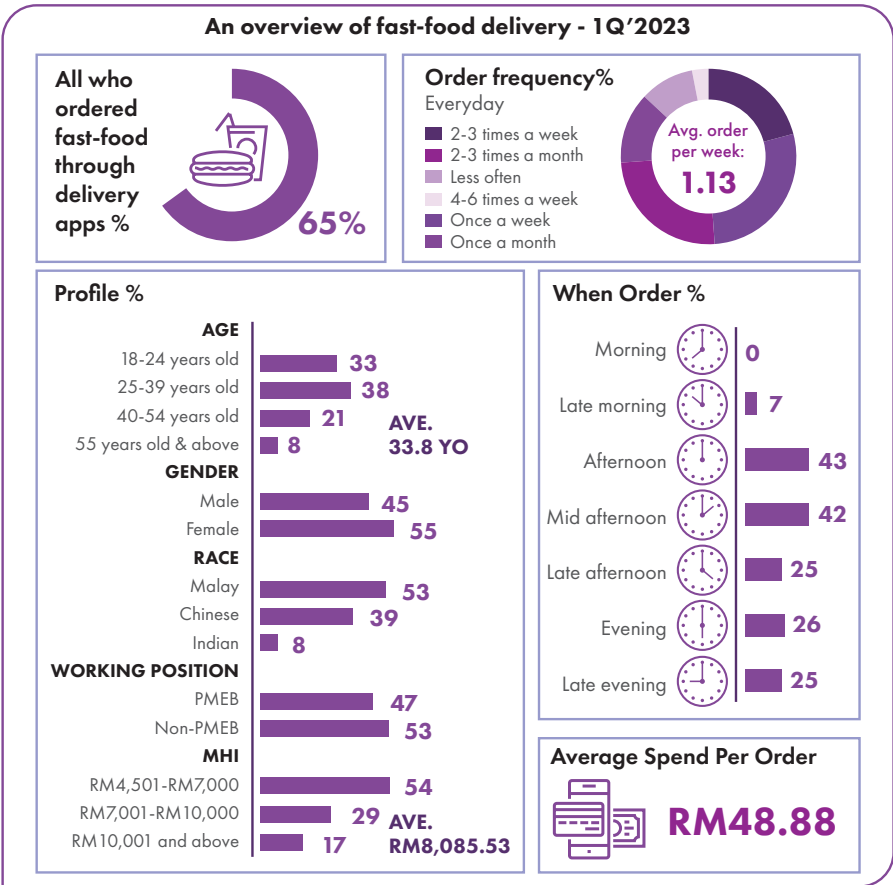 An overview of fast-food delivery - 1Q’2023
All who
ordered
fast-food
through
delivery
apps %
65%
Order frequency%
Everyday
2-3 times a week
2-3 times a month
Less often
4-6 times a week
Once a week
Once a month
Avg. order
per week:
1.13
Profile %
AGE
18-24 years old 33
25-39 years old 38
40-54 years old 21
55 years old & above 8
AVE.
33.8 YO
GENDER
Male 45
Female 55
RACE
Malay 53
Chinese 39
Indian 8
WORKING POSITION
PMEB 47
Non-PMEB 53
MHI
RM4,501-RM7,000 54
RM7,001-RM10,000 29
RM10,001 and above 17
AVE.
RM8,085.53
When Order %
Morning 0
Late morning 7
Afternoon 43
Mid afternoon 42
Late afternoon 25
Evening 26
Late evening 25
Average Spend Per Order
RM48.88